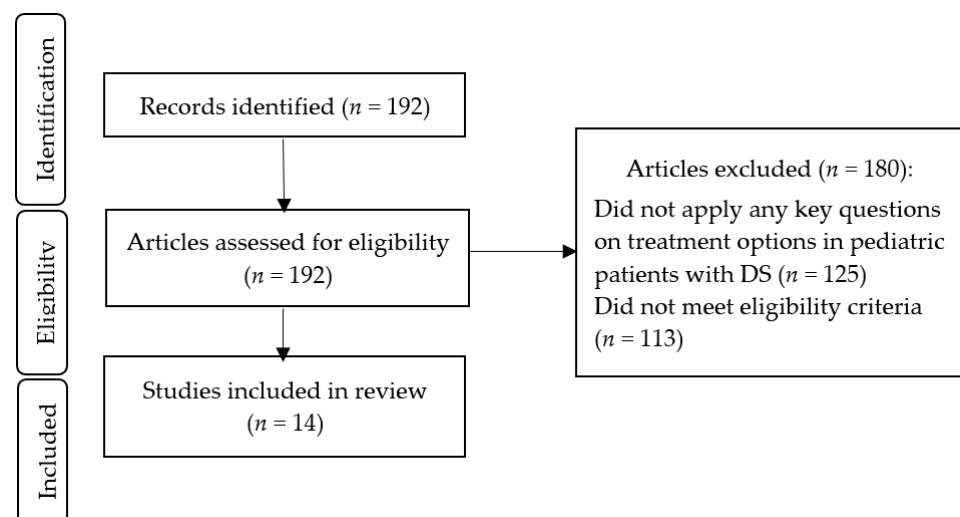 Identification
Records identified (n = 192)
Articles excluded (n = 180):
Did not apply any key questions
on treatment options in pediatric
patients with DS (n = 125)
Did not meet eligibility criteria
(n = 113)
Eligibility
Articles assessed for eligibility
(n = 192)
Included
Studies included in review
(n = 14)